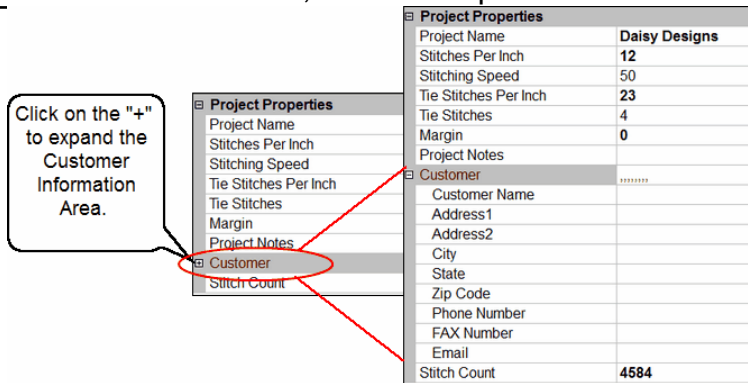 Click on the "+"
to expand the
Customer
Information
Area.
Project Properties
Project Name
Stitches Per Inch
Stitching Speed
Tie Stitches Per Inch
Tie Stitches
Margin
Project Notes
Customer
Stitch Count
Project Properties
Project Name Daisy Designs
Stitches Per Inch 12
Stitching Speed 50
Tie Stitches Per Inch 23
Tie Stitches 4
Margin 0
Project Notes
Customer ,,,,,,,,
Customer Name
Address1
Address2
City
State
Zip Code
Phone Number
FAX Number
Email
Stitch Count 4584